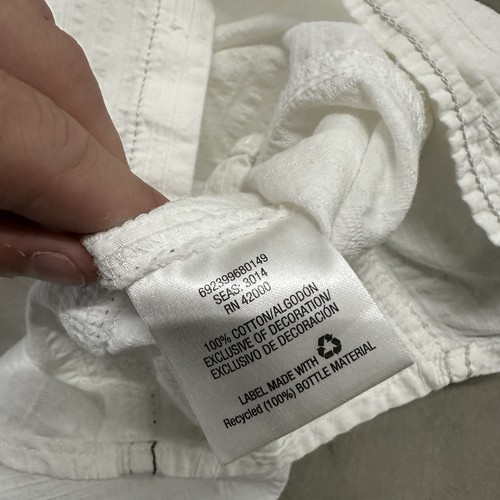 692399680149
SEAS: 3014
RN 42000
100% COTTON/ALGODÓN
EXCLUSIVE OF DECORATION/
EXCLUSIVO DE DECORACIÓN
LABEL MADE WITH
Recycled (100%) BOTTLE MATERIAL